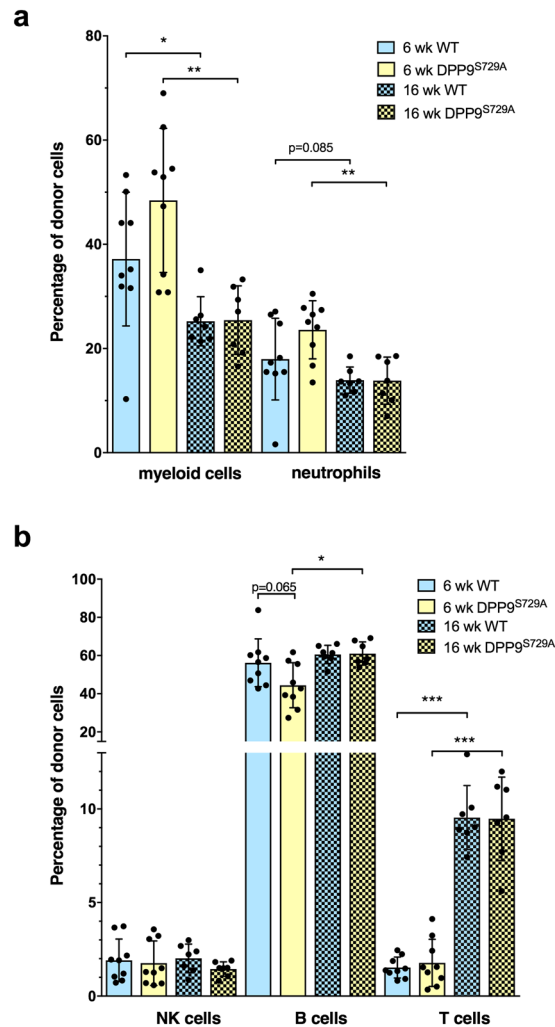 a
80
60
40
20
0
Percentage of donor cells
*
**
p=0.085
**
6 wk WT
6 wk DPP9S729A
16 wk WT
16 wk DPP9S729A
myeloid cells
neutrophils
b
100
80
60
40
20
10
5
0
Percentage of donor cells
p=0.065
*
***
***
6 wk WT
6 wk DPP9S729A
16 wk WT
16 wk DPP9S729A
NK cells
B cells
T cells